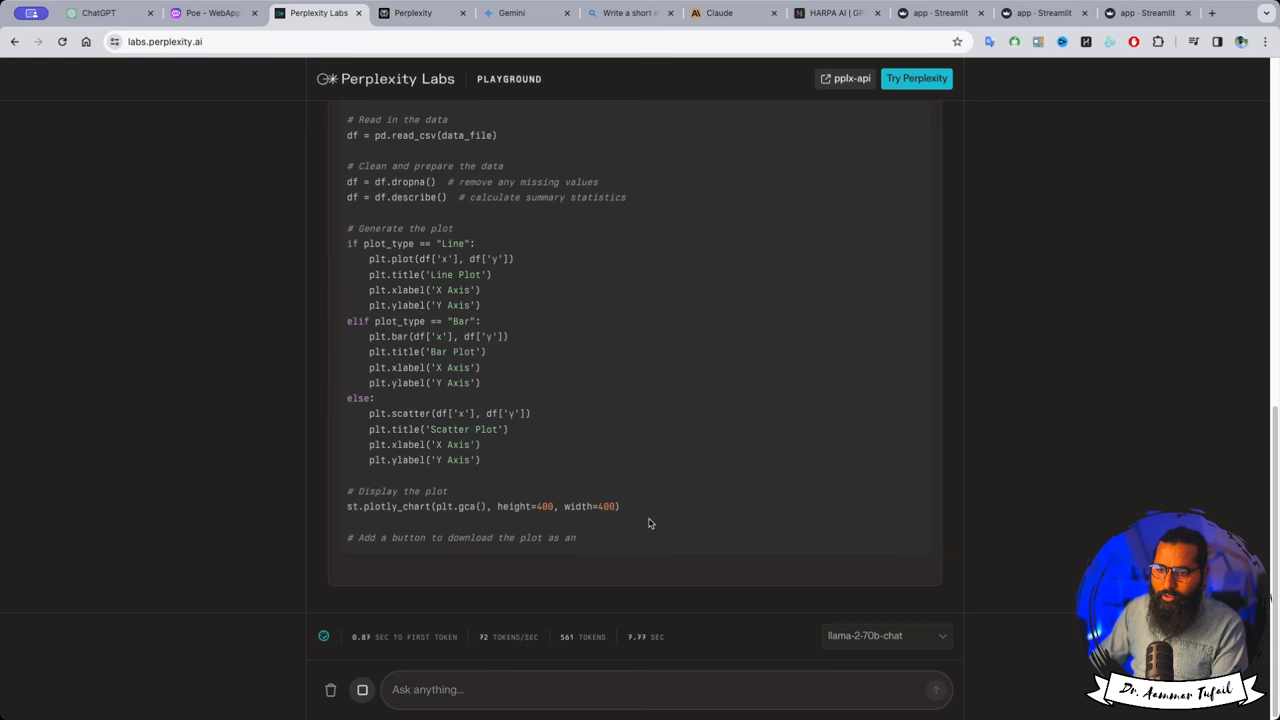 ChatGPT
Poe - WebApp
Perplexity Labs
Perplexity
Gemini
Write a short
Claude
HARPA AI | GP
app · Streamlit
app · Streamlit
app · Streamlit
labs.perplexity.ai
Perplexity Labs
PLAYGROUND
pplx-api
Try Perplexity
# Read in the data
df = pd.read_csv(data_file)
# Clean and prepare the data
df = df.dropna()  # remove any missing values
df = df.describe()  # calculate summary statistics
# Generate the plot
if plot_type == "Line":
plt.plot(df['x'], df['y'])
plt.title('Line Plot')
plt.xlabel('X Axis')
plt.ylabel('Y Axis')
elif plot_type == "Bar":
plt.bar(df['x'], df['y'])
plt.title('Bar Plot')
plt.xlabel('X Axis')
plt.ylabel('Y Axis')
else:
plt.scatter(df['x'], df['y'])
plt.title('Scatter Plot')
plt.xlabel('X Axis')
plt.ylabel('Y Axis')
# Display the plot
st.plotly_chart(plt.gca(), height=400, width=400)
# Add a button to download the plot as an
0.87 SEC TO FIRST TOKEN
72 TOKENS/SEC
561 TOKENS
7.77 SEC
llama-2-70b-chat
Ask anything...
Dr. Aammar Tufail